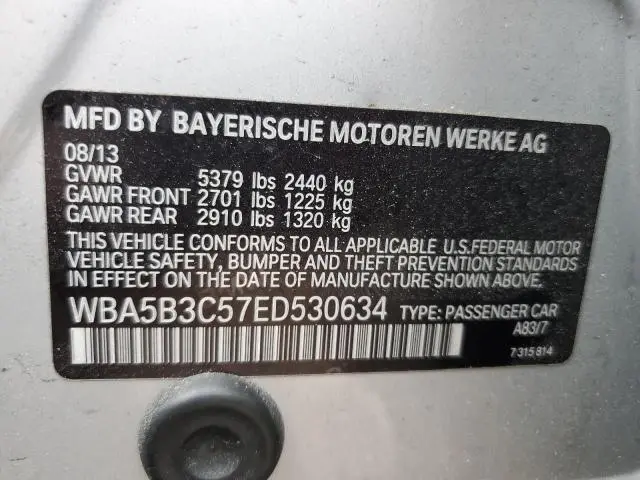 MFD BY BAYERISCHE MOTOREN WERKE AG
08/13
GVWR 5379 lbs 2440 kg
GAWR FRONT 2701 lbs 1225 kg
GAWR REAR 2910 lbs 1320 kg
THIS VEHICLE CONFORMS TO ALL APPLICABLE U.S.FEDERAL MOTOR
VEHICLE SAFETY, BUMPER, AND THEFT PREVENTION STANDARDS
IN EFFECT ON THE DATE OF MANUFACTURE SHOWN ABOVE.
WBA5B3C57ED530634 TYPE: PASSENGER CAR
A83/7
7 315 814